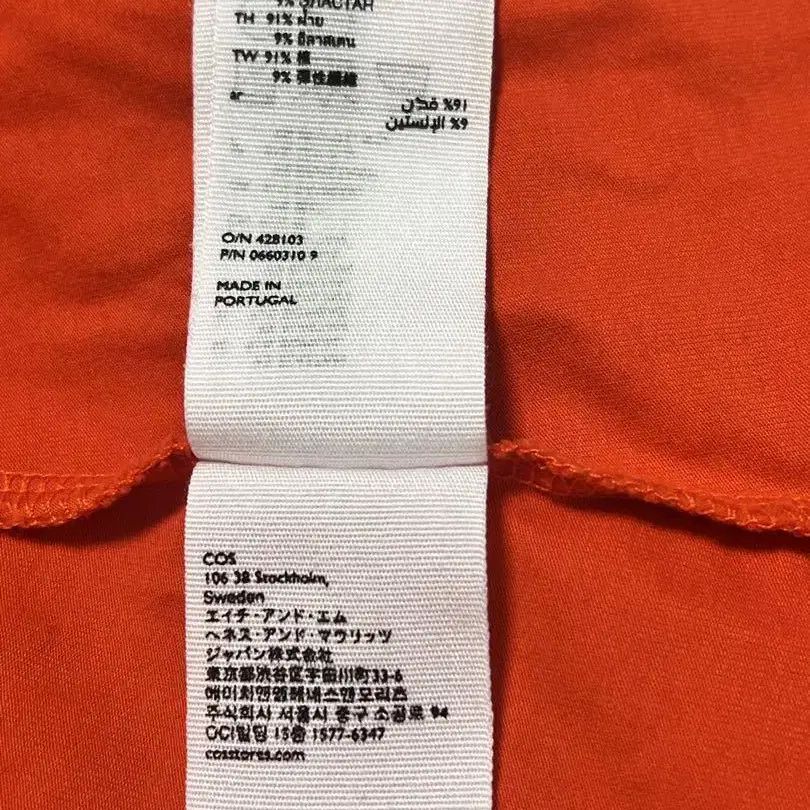 9% ЭЛАСТАН
TH 91% ฝ้าย
9% อีลาสเตน
TW 91% 棉
9% 彈性纖維
ar
91% قطن
9% الإلستين
O/N 428103
P/N 0660310 9
MADE IN
PORTUGAL
COS
106 38 Stockholm,
Sweden
エイチ・アンド・エム
ヘネス・アンド・マウリッツ
ジャパン株式会社
東京都渋谷区宇田川町33-6
에이치앤엠헤네스앤모리츠
주식회사 서울시 중구 소공로 94
OCI빌딩 15층 1577-6347
cosstores.com